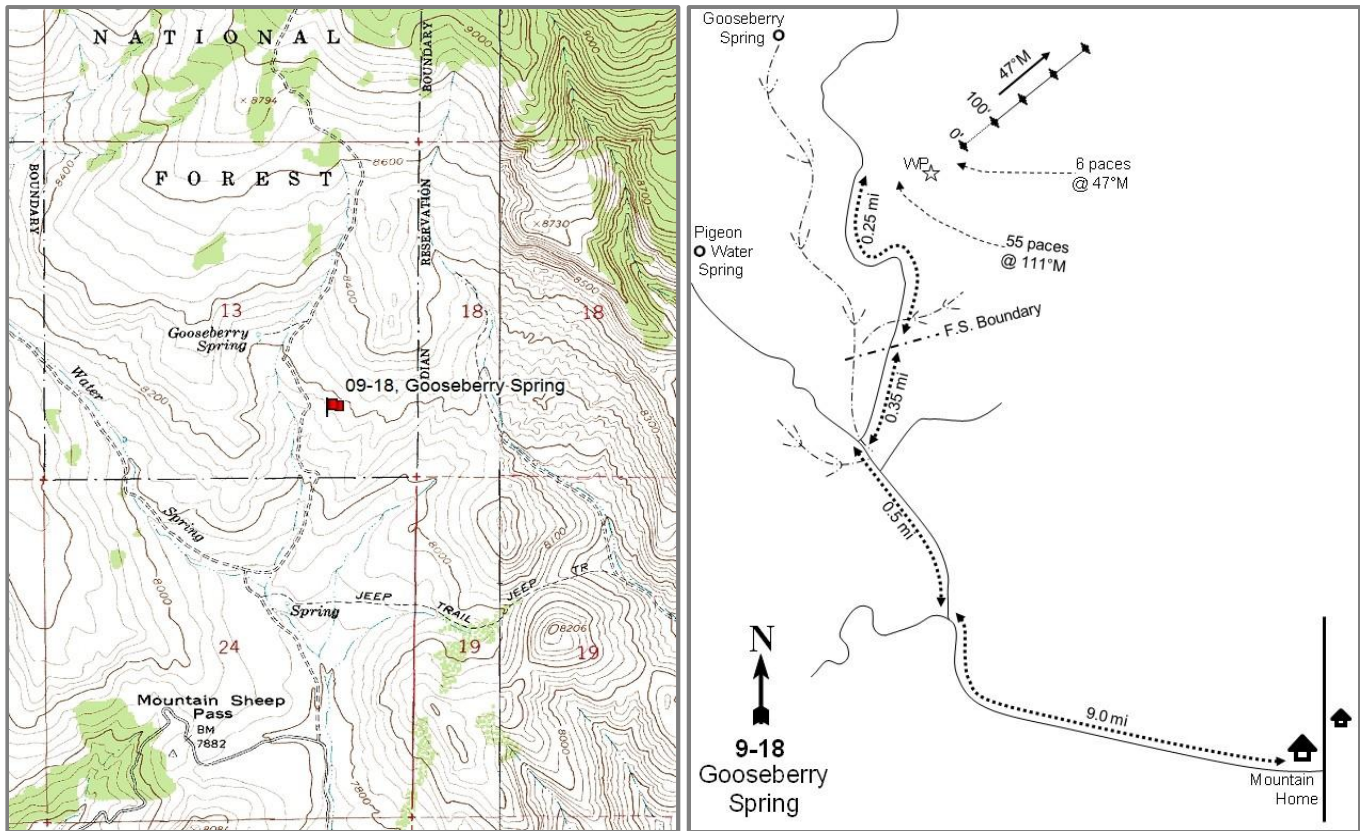 NATIONAL
FOREST
BOUNDARY
BOUNDARY
RESERVATION
DIAN
9000
9000
× 8794
8600
8400
8700
× 8730
8500
8400
13
18
18
Gooseberry
Spring
09-18, Gooseberry Spring
Water
8200
8200
Spring
8000
8000
8100
JEEP TRAIL JEEP TR
Spring
8206
24
19
19
Mountain Sheep
Pass
BM
7882
8000
7800
Gooseberry
Spring
47°M
100'
0'
WP
6 paces
@ 47°M
0.25 mi
55 paces
@ 111°M
Pigeon
Water
Spring
F.S. Boundary
0.35 mi
0.5 mi
N
9.0 mi
9-18
Gooseberry
Spring
Mountain
Home